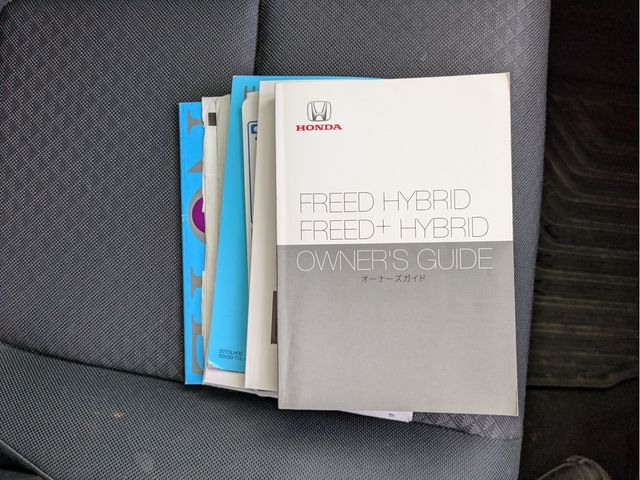 HONDA
FREED HYBRID
FREED+ HYBRID
OWNER'S GUIDE
オーナーズガイド